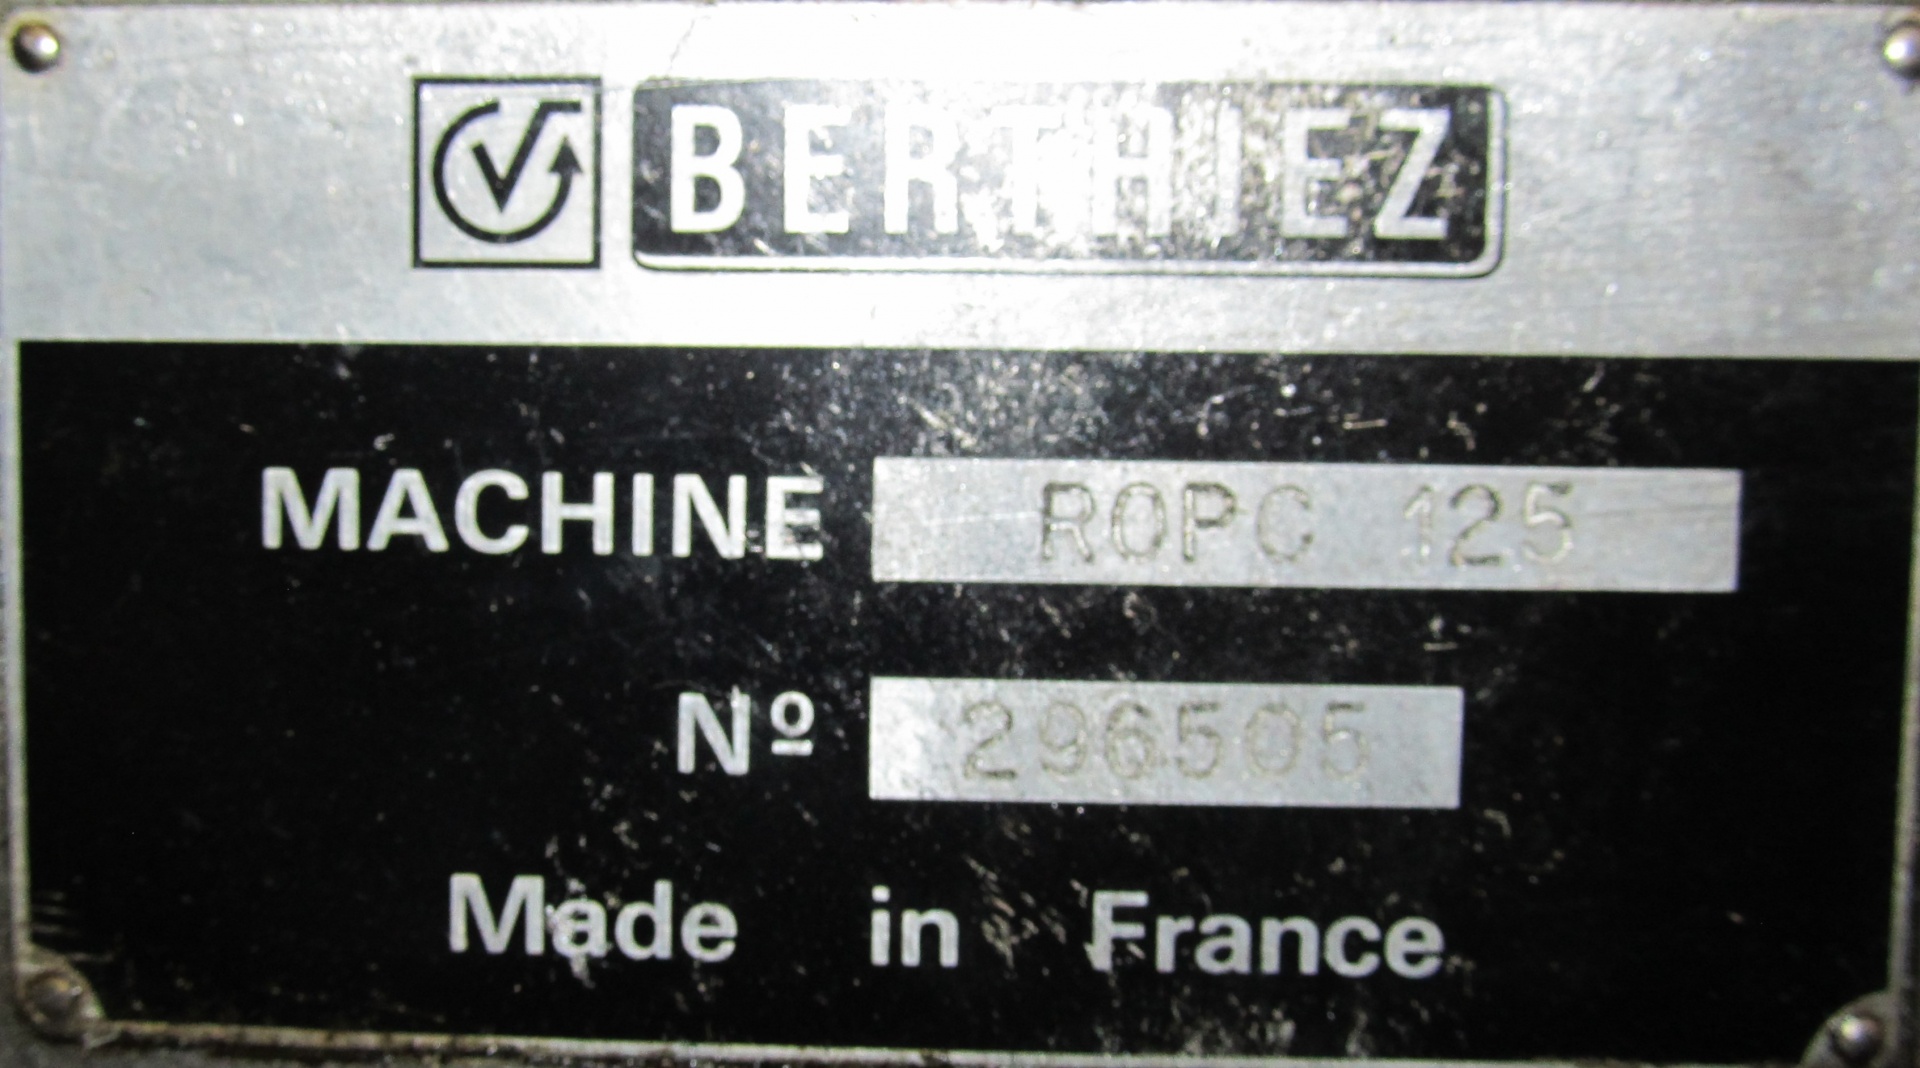 BERTHIEZ
MACHINE ROPC 125
Nº 296505
Made in France